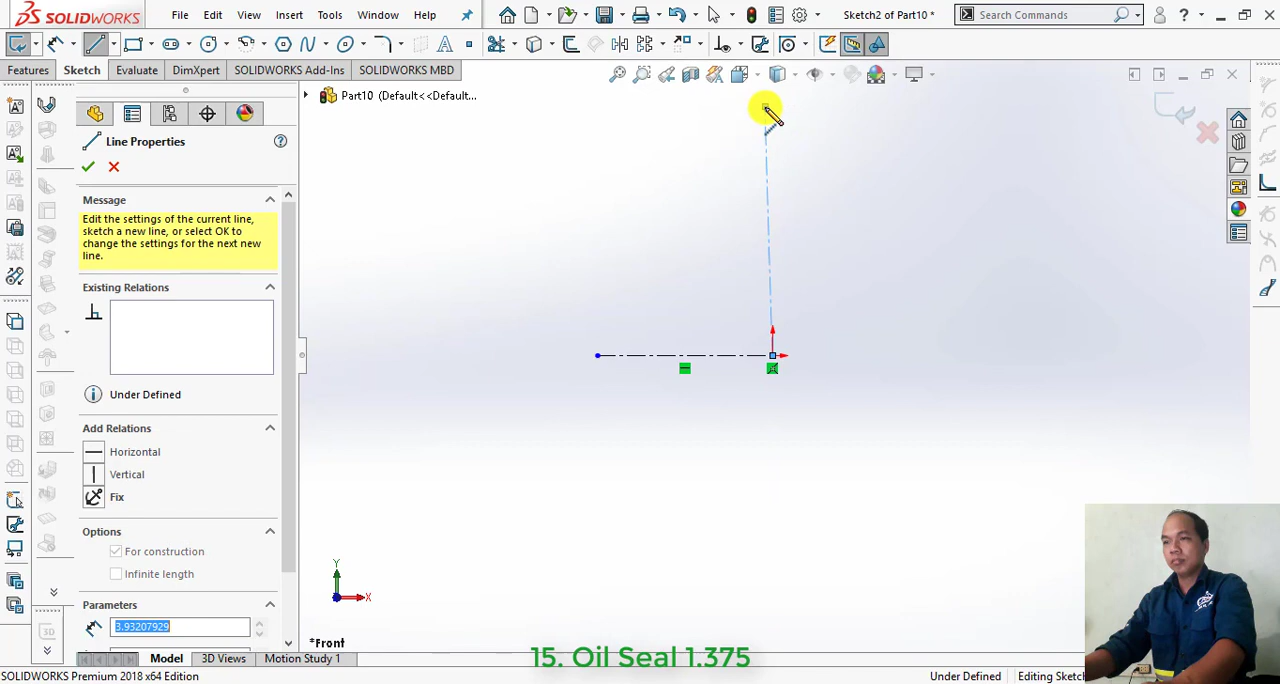 SOLIDWORKS
File
Edit
View
Insert
Tools
Window
Help
Sketch2 of Part10 *
Search Commands
?
Features
Sketch
Evaluate
DimXpert
SOLIDWORKS Add-Ins
SOLIDWORKS MBD
Part10 (Default<<Default...
Line Properties
Message
Edit the settings of the current line,
sketch a new line, or select OK to
change the settings for the next new
line.
Existing Relations
Under Defined
Add Relations
Horizontal
Vertical
Fix
Options
For construction
Infinite length
Parameters
3.93207929
Y
X
*Front
Model
3D Views
Motion Study 1
15. Oil Seal 1.375
SOLIDWORKS Premium 2018 x64 Edition
Under Defined
Editing Sketch